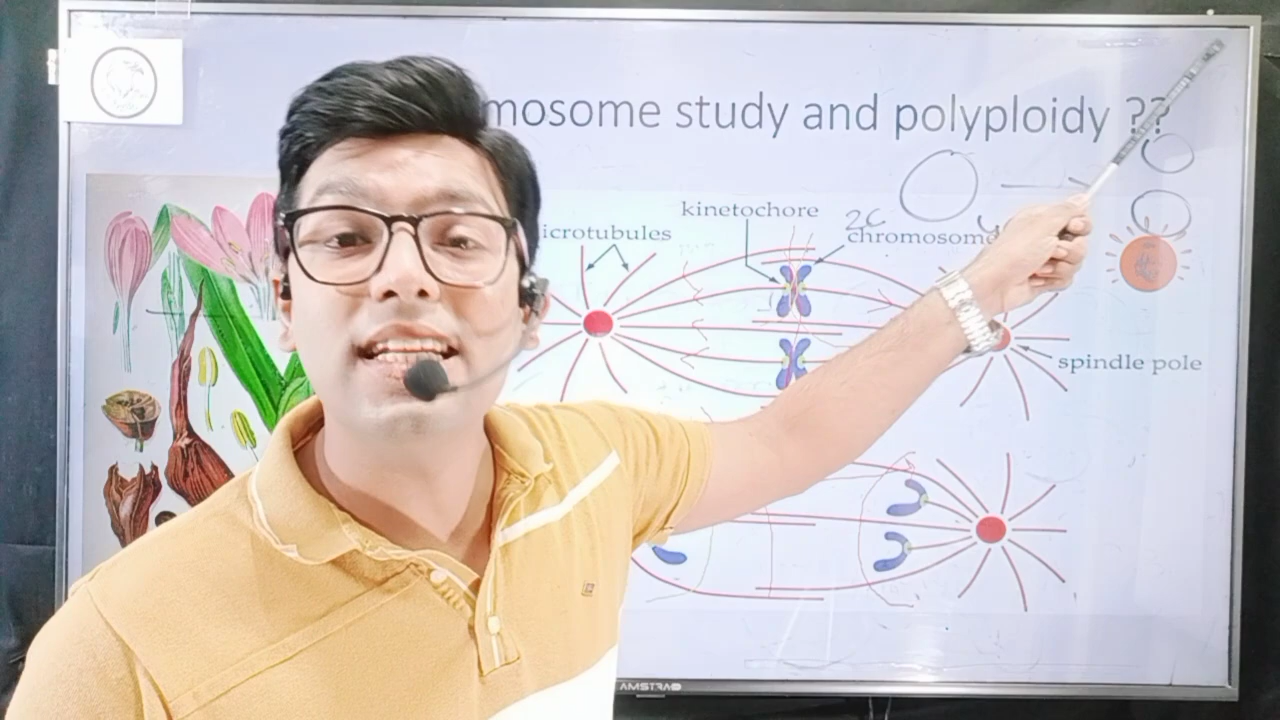 mosome study and polyploidy ??
kinetochore
2C
icrotubules
chromosome
spindle pole
AMSTRAD